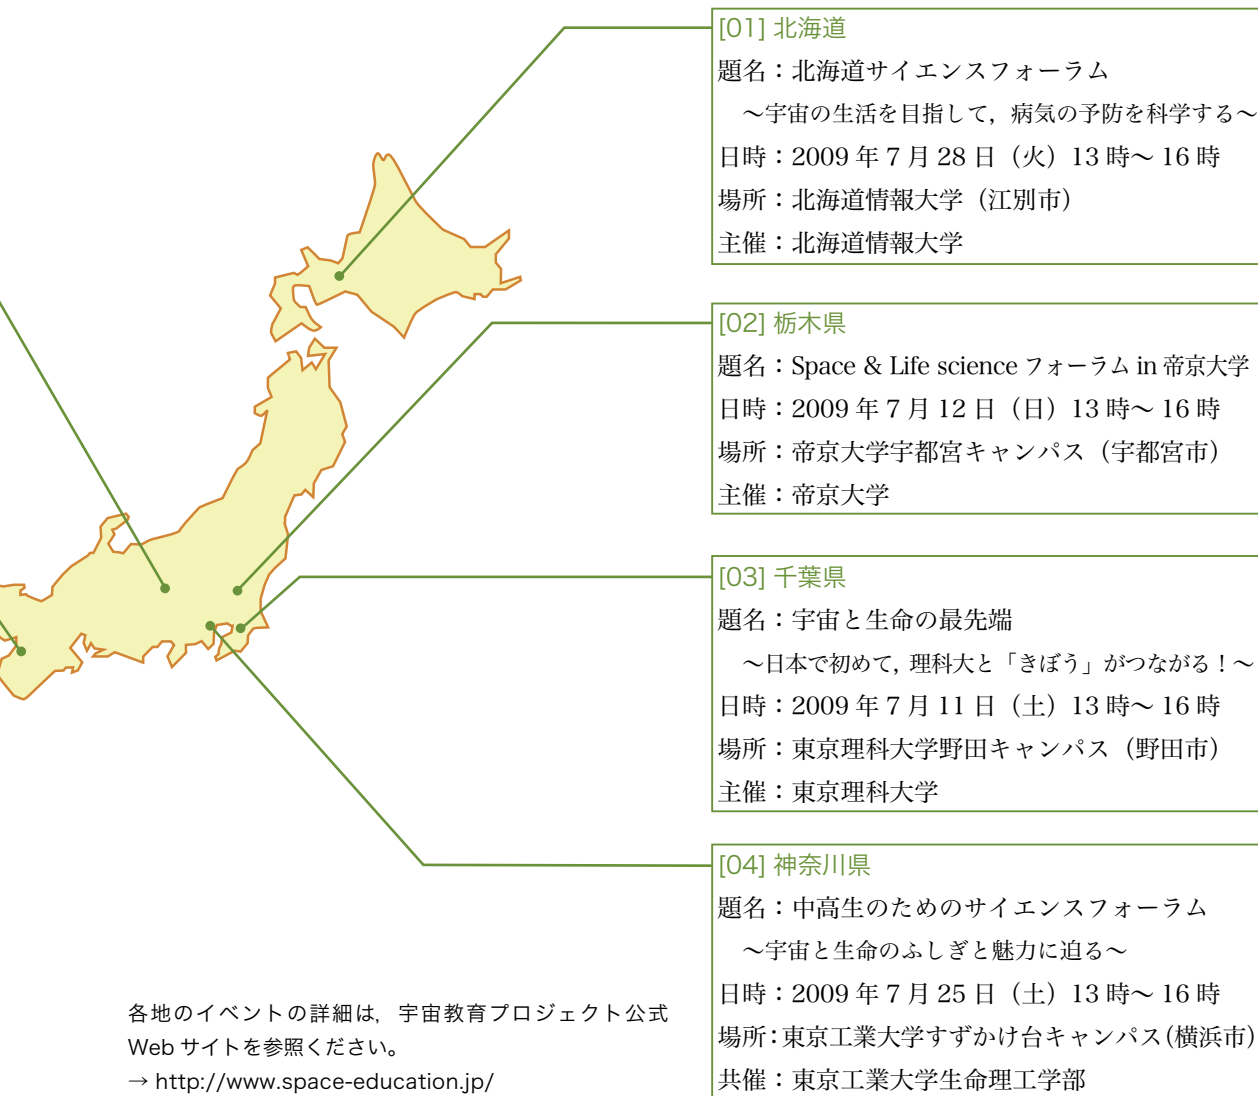 [01] 北海道
題名：北海道サイエンスフォーラム
～宇宙の生活を目指して，病気の予防を科学する～
日時：2009 年 7 月 28 日（火）13 時～ 16 時
場所：北海道情報大学（江別市）
主催：北海道情報大学
[02] 栃木県
題名：Space & Life science フォーラム in 帝京大学
日時：2009 年 7 月 12 日（日）13 時～ 16 時
場所：帝京大学宇都宮キャンパス（宇都宮市）
主催：帝京大学
[03] 千葉県
題名：宇宙と生命の最先端
～日本で初めて，理科大と「きぼう」がつながる！～
日時：2009 年 7 月 11 日（土）13 時～ 16 時
場所：東京理科大学野田キャンパス（野田市）
主催：東京理科大学
[04] 神奈川県
題名：中高生のためのサイエンスフォーラム
～宇宙と生命のふしぎと魅力に迫る～
日時：2009 年 7 月 25 日（土）13 時～ 16 時
場所：東京工業大学すずかけ台キャンパス（横浜市）
共催：東京工業大学生命理工学部
各地のイベントの詳細は，宇宙教育プロジェクト公式
Web サイトを参照ください。
→ http://www.space-education.jp/